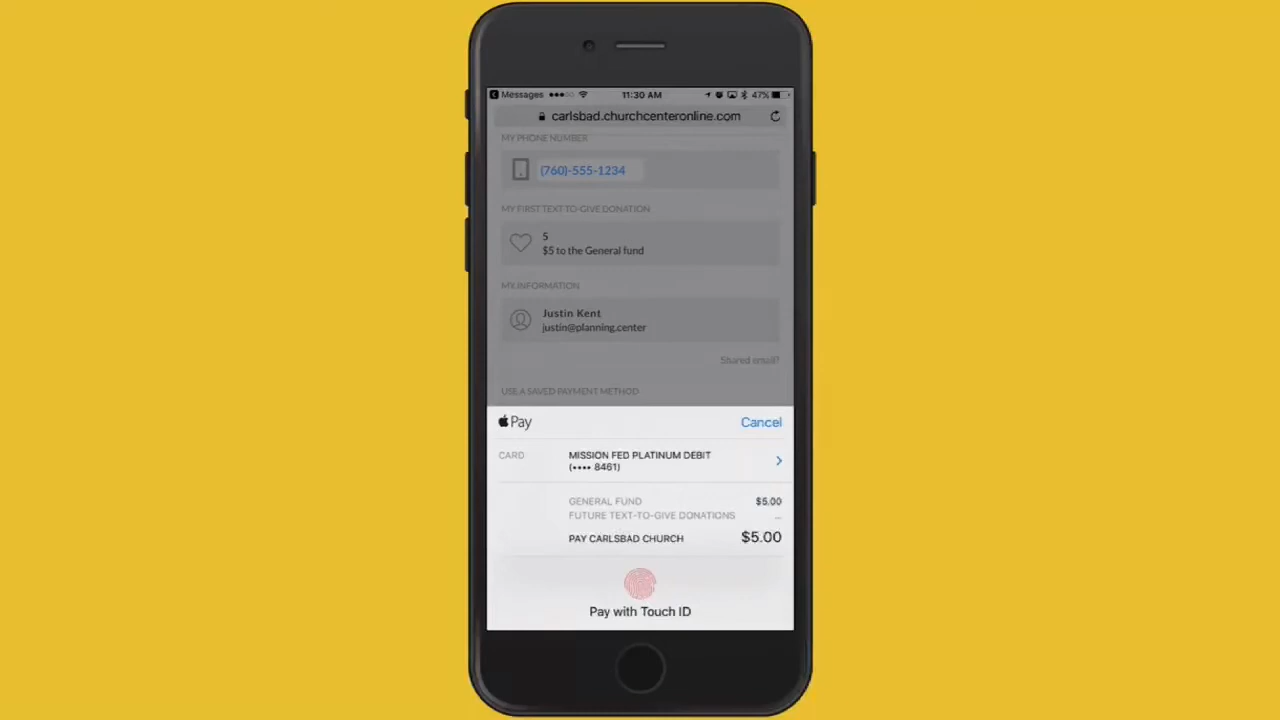 Messages 11:30 AM 47%
carlsbad.churchcenteronline.com
MY PHONE NUMBER
(760)-555-1234
MY FIRST TEXT-TO-GIVE DONATION
5
$5 to the General fund
MY INFORMATION
Justin Kent
justin@planning.center
Shared email?
USE A SAVED PAYMENT METHOD
Pay Cancel
CARD MISSION FED PLATINUM DEBIT
(•••• 8461)
GENERAL FUND $5.00
FUTURE TEXT-TO-GIVE DONATIONS ...
PAY CARLSBAD CHURCH $5.00
Pay with Touch ID